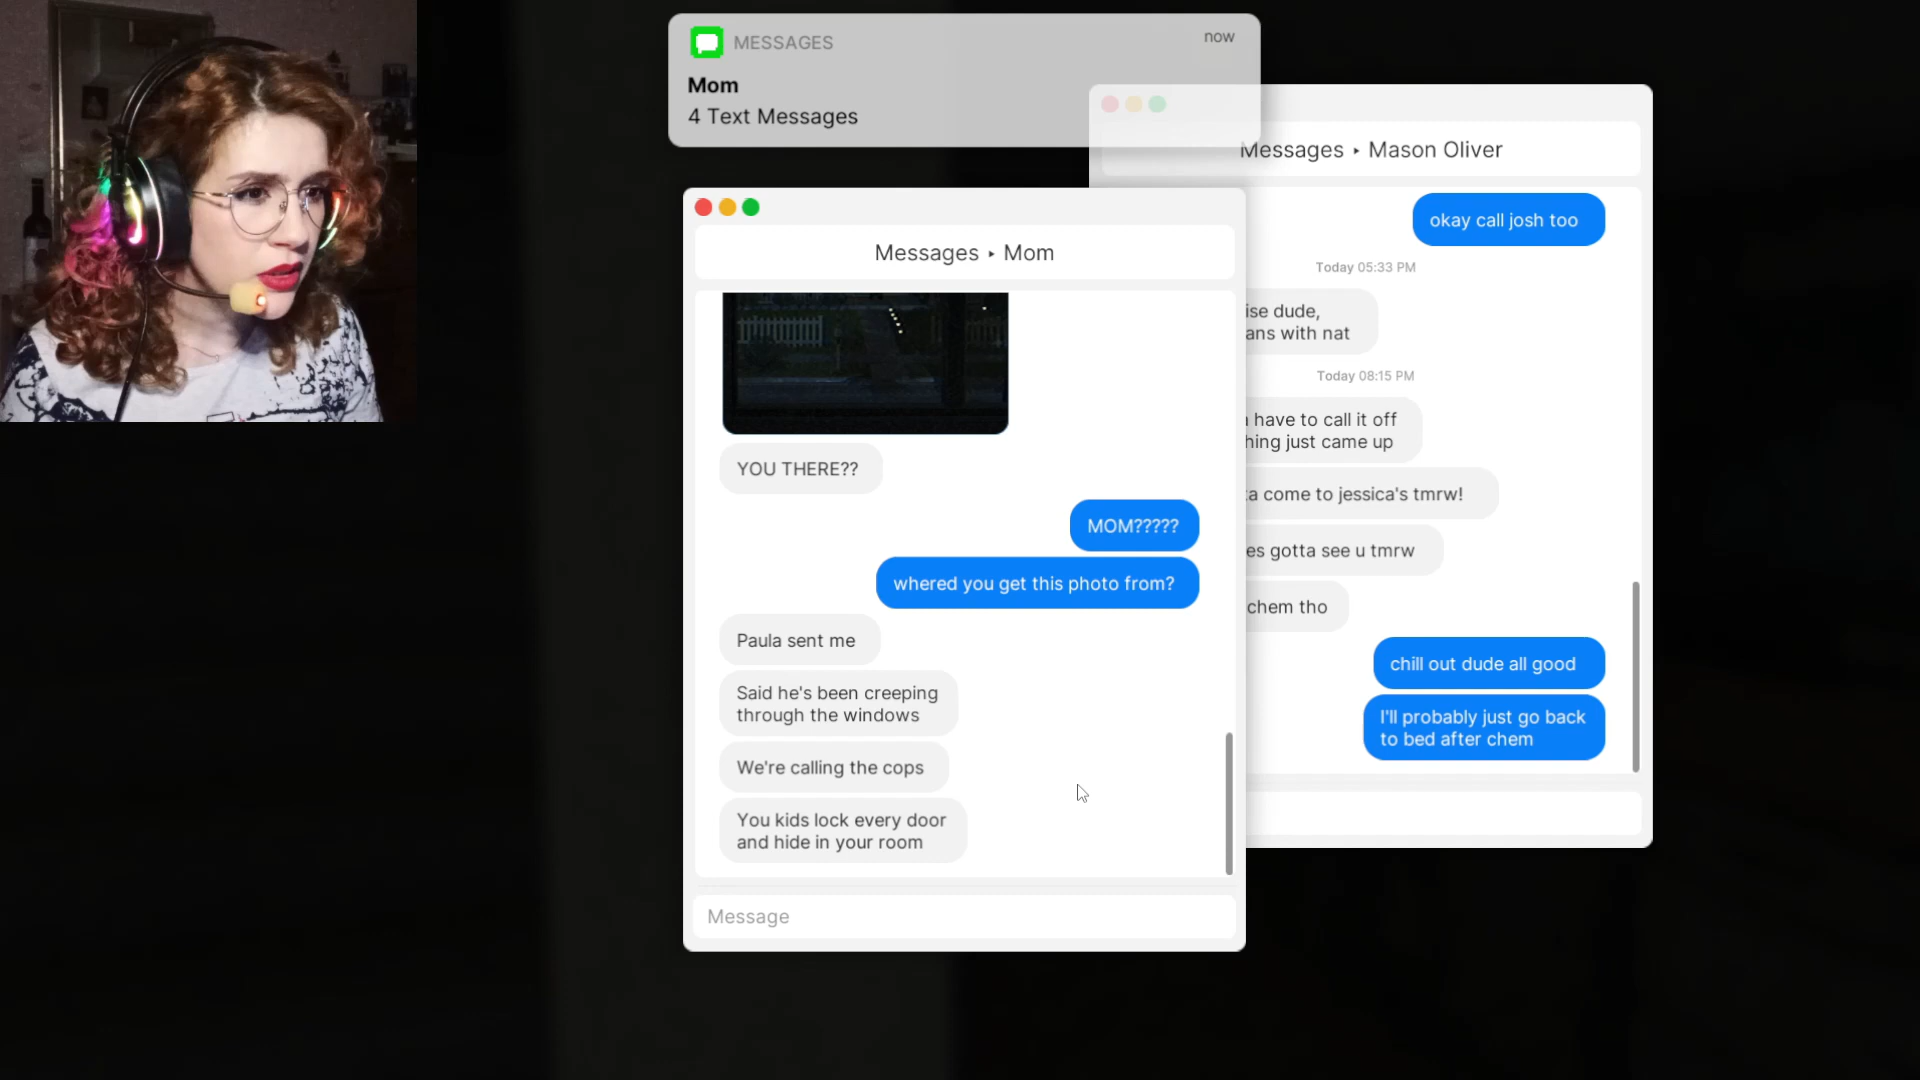 MESSAGES
now
Mom
4 Text Messages
Messages ▸ Mason Oliver
okay call josh too
Today 05:33 PM
ise dude,
ans with nat
Today 08:15 PM
have to call it off
hing just came up
a come to jessica's tmrw!
es gotta see u tmrw
chem tho
chill out dude all good
I'll probably just go back
to bed after chem
Messages ▸ Mom
YOU THERE??
MOM?????
whered you get this photo from?
Paula sent me
Said he's been creeping
through the windows
We're calling the cops
You kids lock every door
and hide in your room
Message